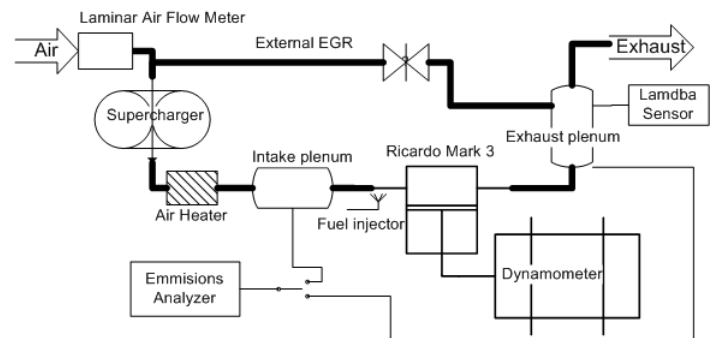 Laminar Air Flow Meter
Air
External EGR
Exhaust
Supercharger
Lamdba
Sensor
Exhaust plenum
Intake plenum
Ricardo Mark 3
Air Heater
Fuel injector
Emmisions
Analyzer
Dynamometer